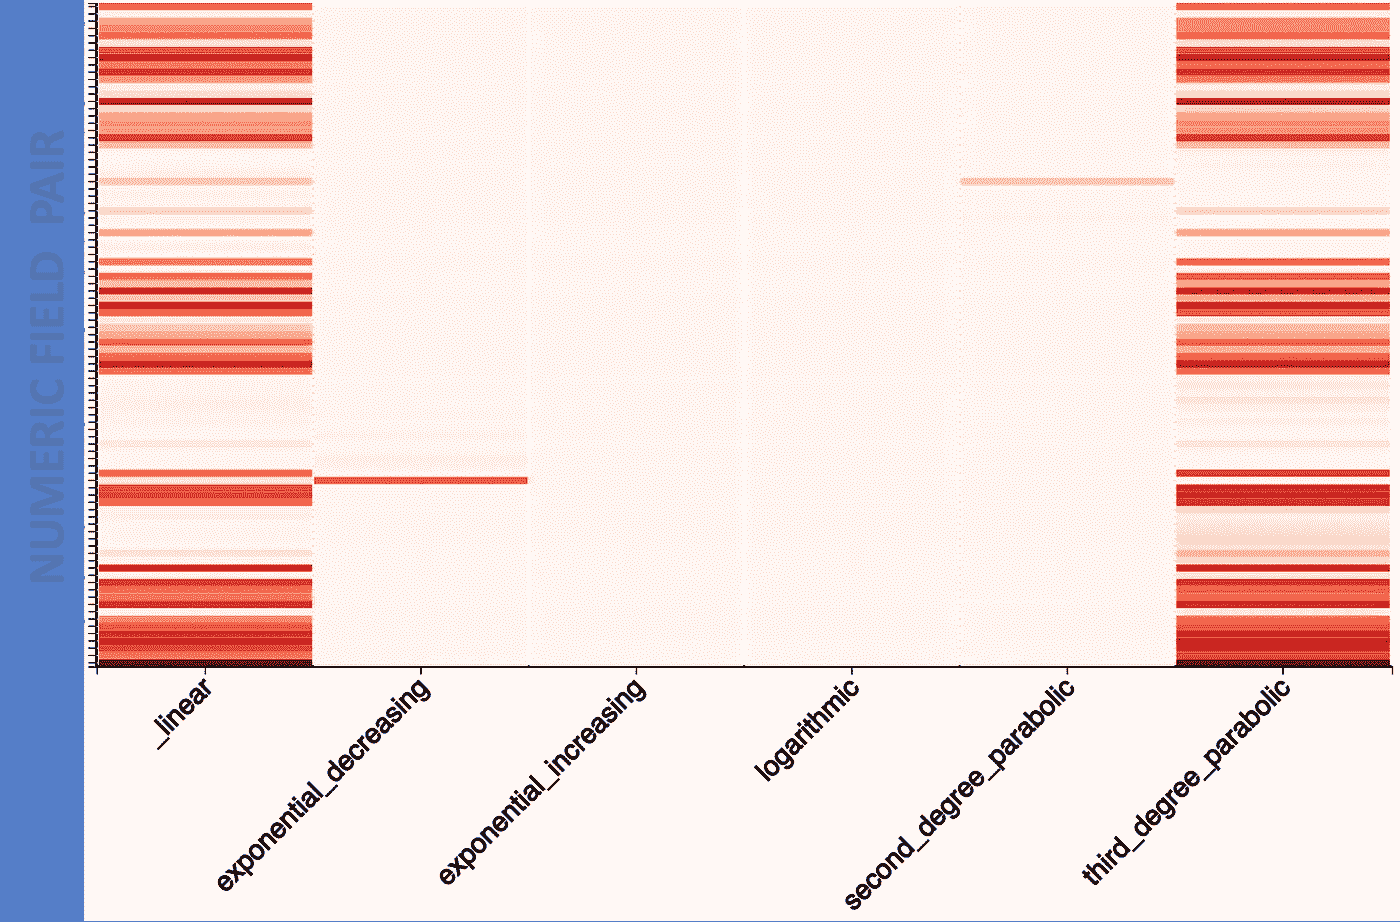 NUMERIC FIELD PAIR
_linear
exponential_decreasing
exponential_increasing
logarithmic
second_degree_parabolic
third_degree_parabolic